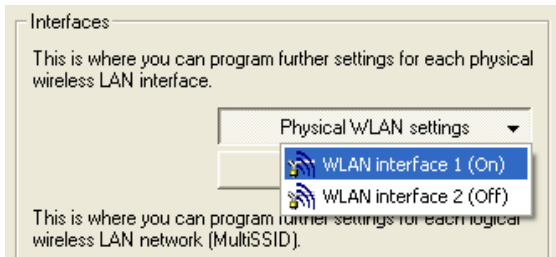 Interfaces
This is where you can program further settings for each physical
wireless LAN interface.
Physical WLAN settings
WLAN interface 1 (On)
WLAN interface 2 (Off)
This is where you can program further settings for each logical
wireless LAN network (MultiSSID).